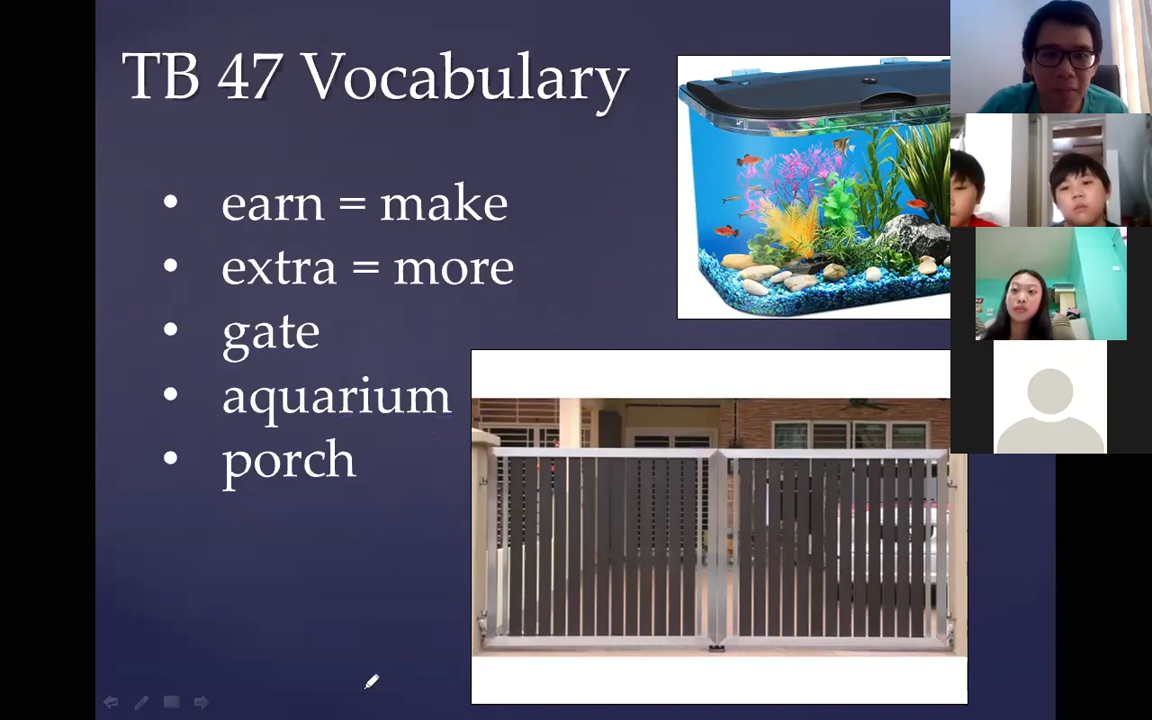 TB 47 Vocabulary
• earn = make
• extra = more
• gate
• aquarium
• porch